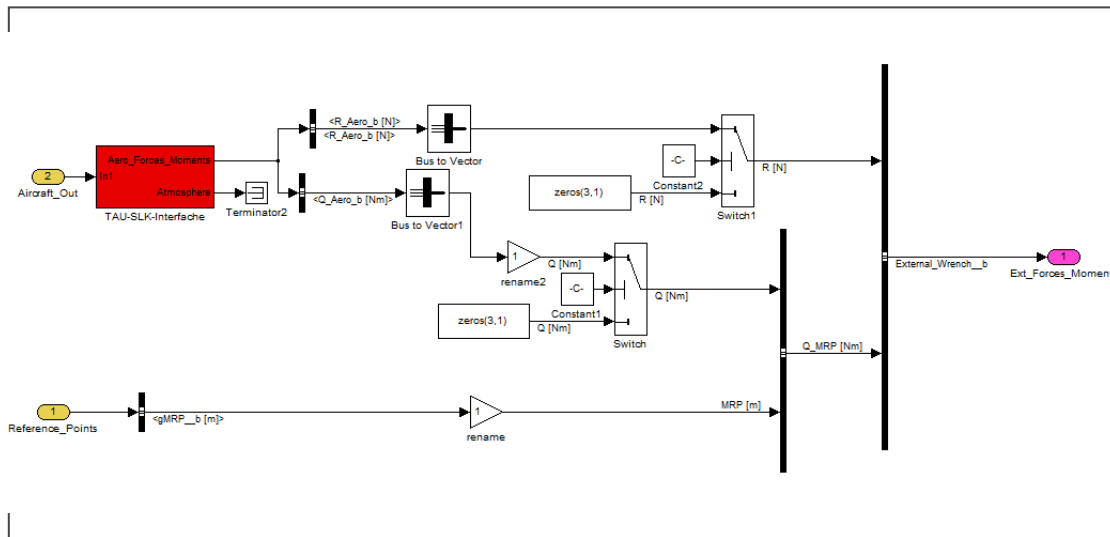 <R_Aero_b [N]>
<R_Aero_b [N]>
Bus to Vector
2
Aircraft_Out
In1
Aero_Forces_Moments
Atmosphere
TAU-SLK-Interfache
Terminator2
<Q_Aero_b [Nm]>
Bus to Vector1
-C-
Constant2
zeros(3,1)
R [N]
Switch1
R [N]
1
rename2
Q [Nm]
-C-
Constant1
zeros(3,1)
Q [Nm]
Switch
Q [Nm]
External_Wrench__b
1
Ext_Forces_Moment
Q_MRP [Nm]
1
Reference_Points
<gMRP__b [m]>
1
rename
MRP [m]